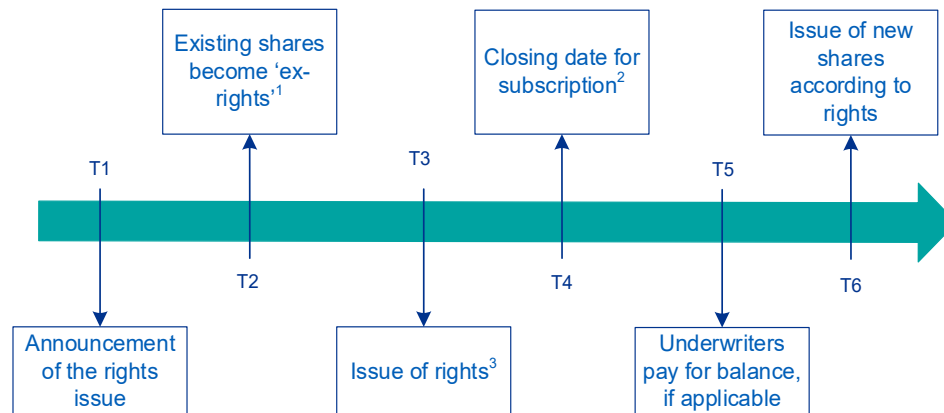 Existing shares
become ‘ex-
rights’1
Closing date for
subscription2
Issue of new
shares
according to
rights
T1
T3
T5
T2
T4
T6
Announcement
of the rights
issue
Issue of rights3
Underwriters
pay for balance,
if applicable